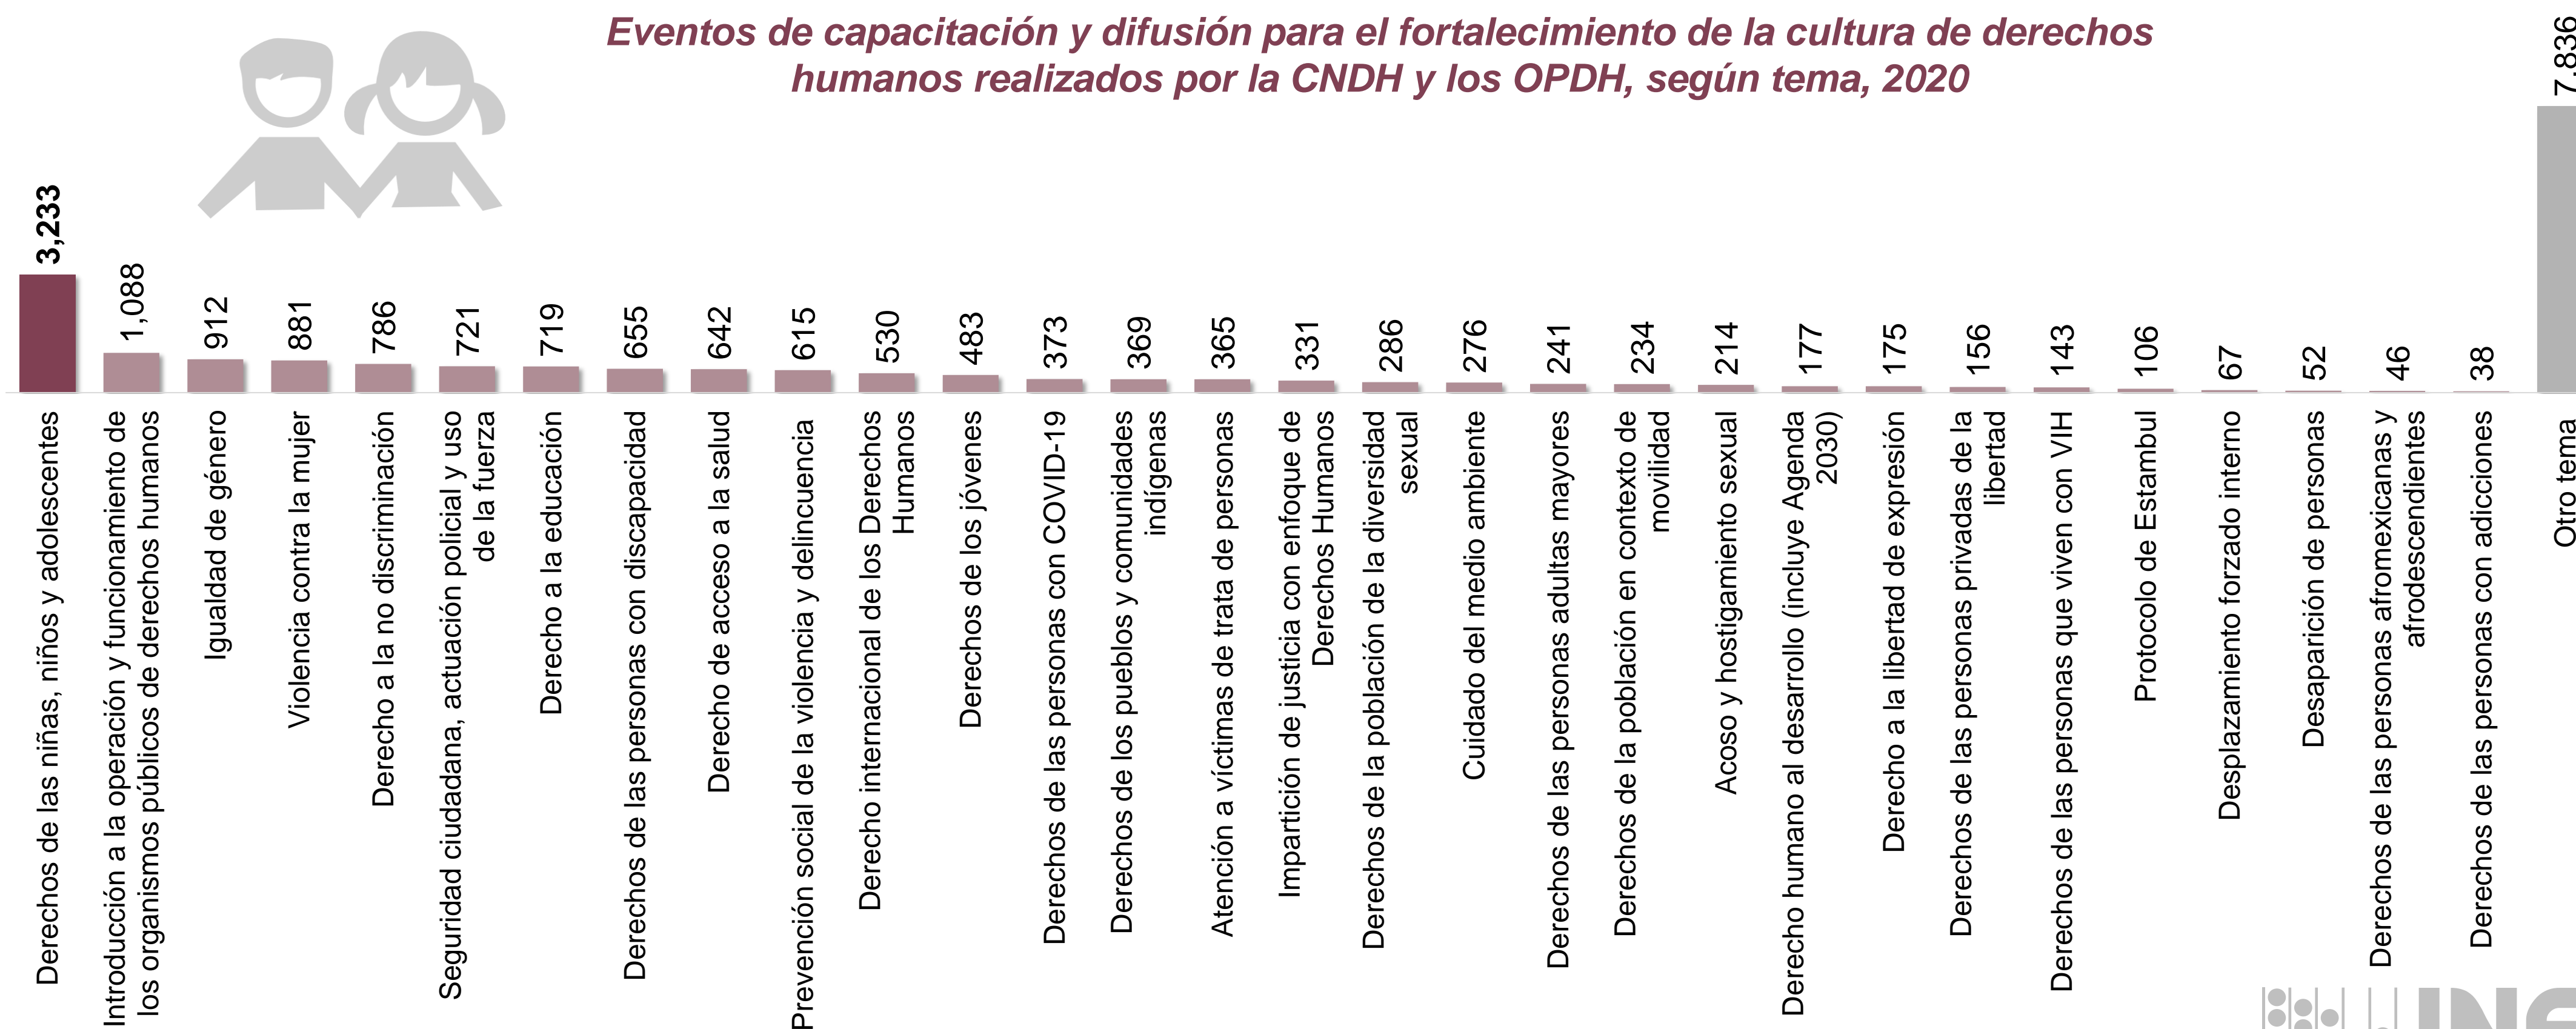 Eventos de capacitación y difusión para el fortalecimiento de la cultura de derechos
humanos realizados por la CNDH y los OPDH, según tema, 2020
3,233
Derechos de las niñas, niños y adolescentes
1,088
Introducción a la operación y funcionamiento de
los organismos públicos de derechos humanos
912
Igualdad de género
881
Violencia contra la mujer
786
Derecho a la no discriminación
721
Seguridad ciudadana, actuación policial y uso
de la fuerza
719
Derecho a la educación
655
Derechos de las personas con discapacidad
642
Derecho de acceso a la salud
615
Prevención social de la violencia y delincuencia
530
Derecho internacional de los Derechos
Humanos
483
Derechos de los jóvenes
373
Derechos de las personas con COVID-19
369
Derechos de los pueblos y comunidades
indígenas
365
Atención a víctimas de trata de personas
331
Impartición de justicia con enfoque de
Derechos Humanos
286
Derechos de la población de la diversidad
sexual
276
Cuidado del medio ambiente
241
Derechos de las personas adultas mayores
234
Derechos de la población en contexto de
movilidad
214
Acoso y hostigamiento sexual
177
Derecho humano al desarrollo (incluye Agenda
2030)
175
Derecho a la libertad de expresión
156
Derechos de las personas privadas de la
libertad
143
Derechos de las personas que viven con VIH
106
Protocolo de Estambul
67
Desplazamiento forzado interno
52
Desaparición de personas
46
Derechos de las personas afromexicanas y
afrodescendientes
38
Derechos de las personas con adicciones
7,836
Otro tema